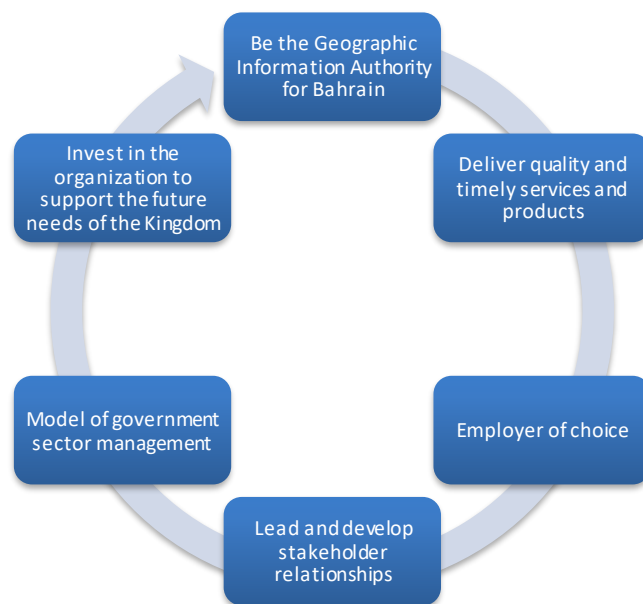 Be the Geographic
Information Authority
for Bahrain
Deliver quality and
timely services and
products
Employer of choice
Lead and develop
stakeholder
relationships
Model of government
sector management
Invest in the
organization to
support the future
needs of the Kingdom